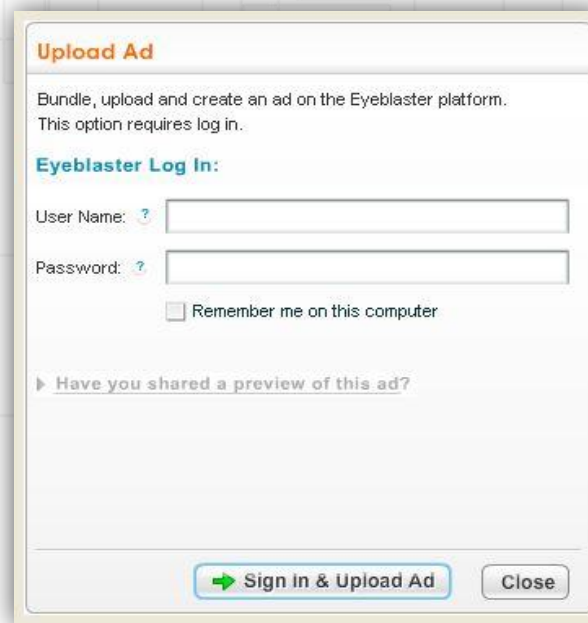 Upload Ad
Bundle, upload and create an ad on the Eyeblaster platform.
This option requires log in.
Eyeblaster Log In:
User Name: ?
Password: ?
Remember me on this computer
Have you shared a preview of this ad?
Sign in & Upload Ad
Close